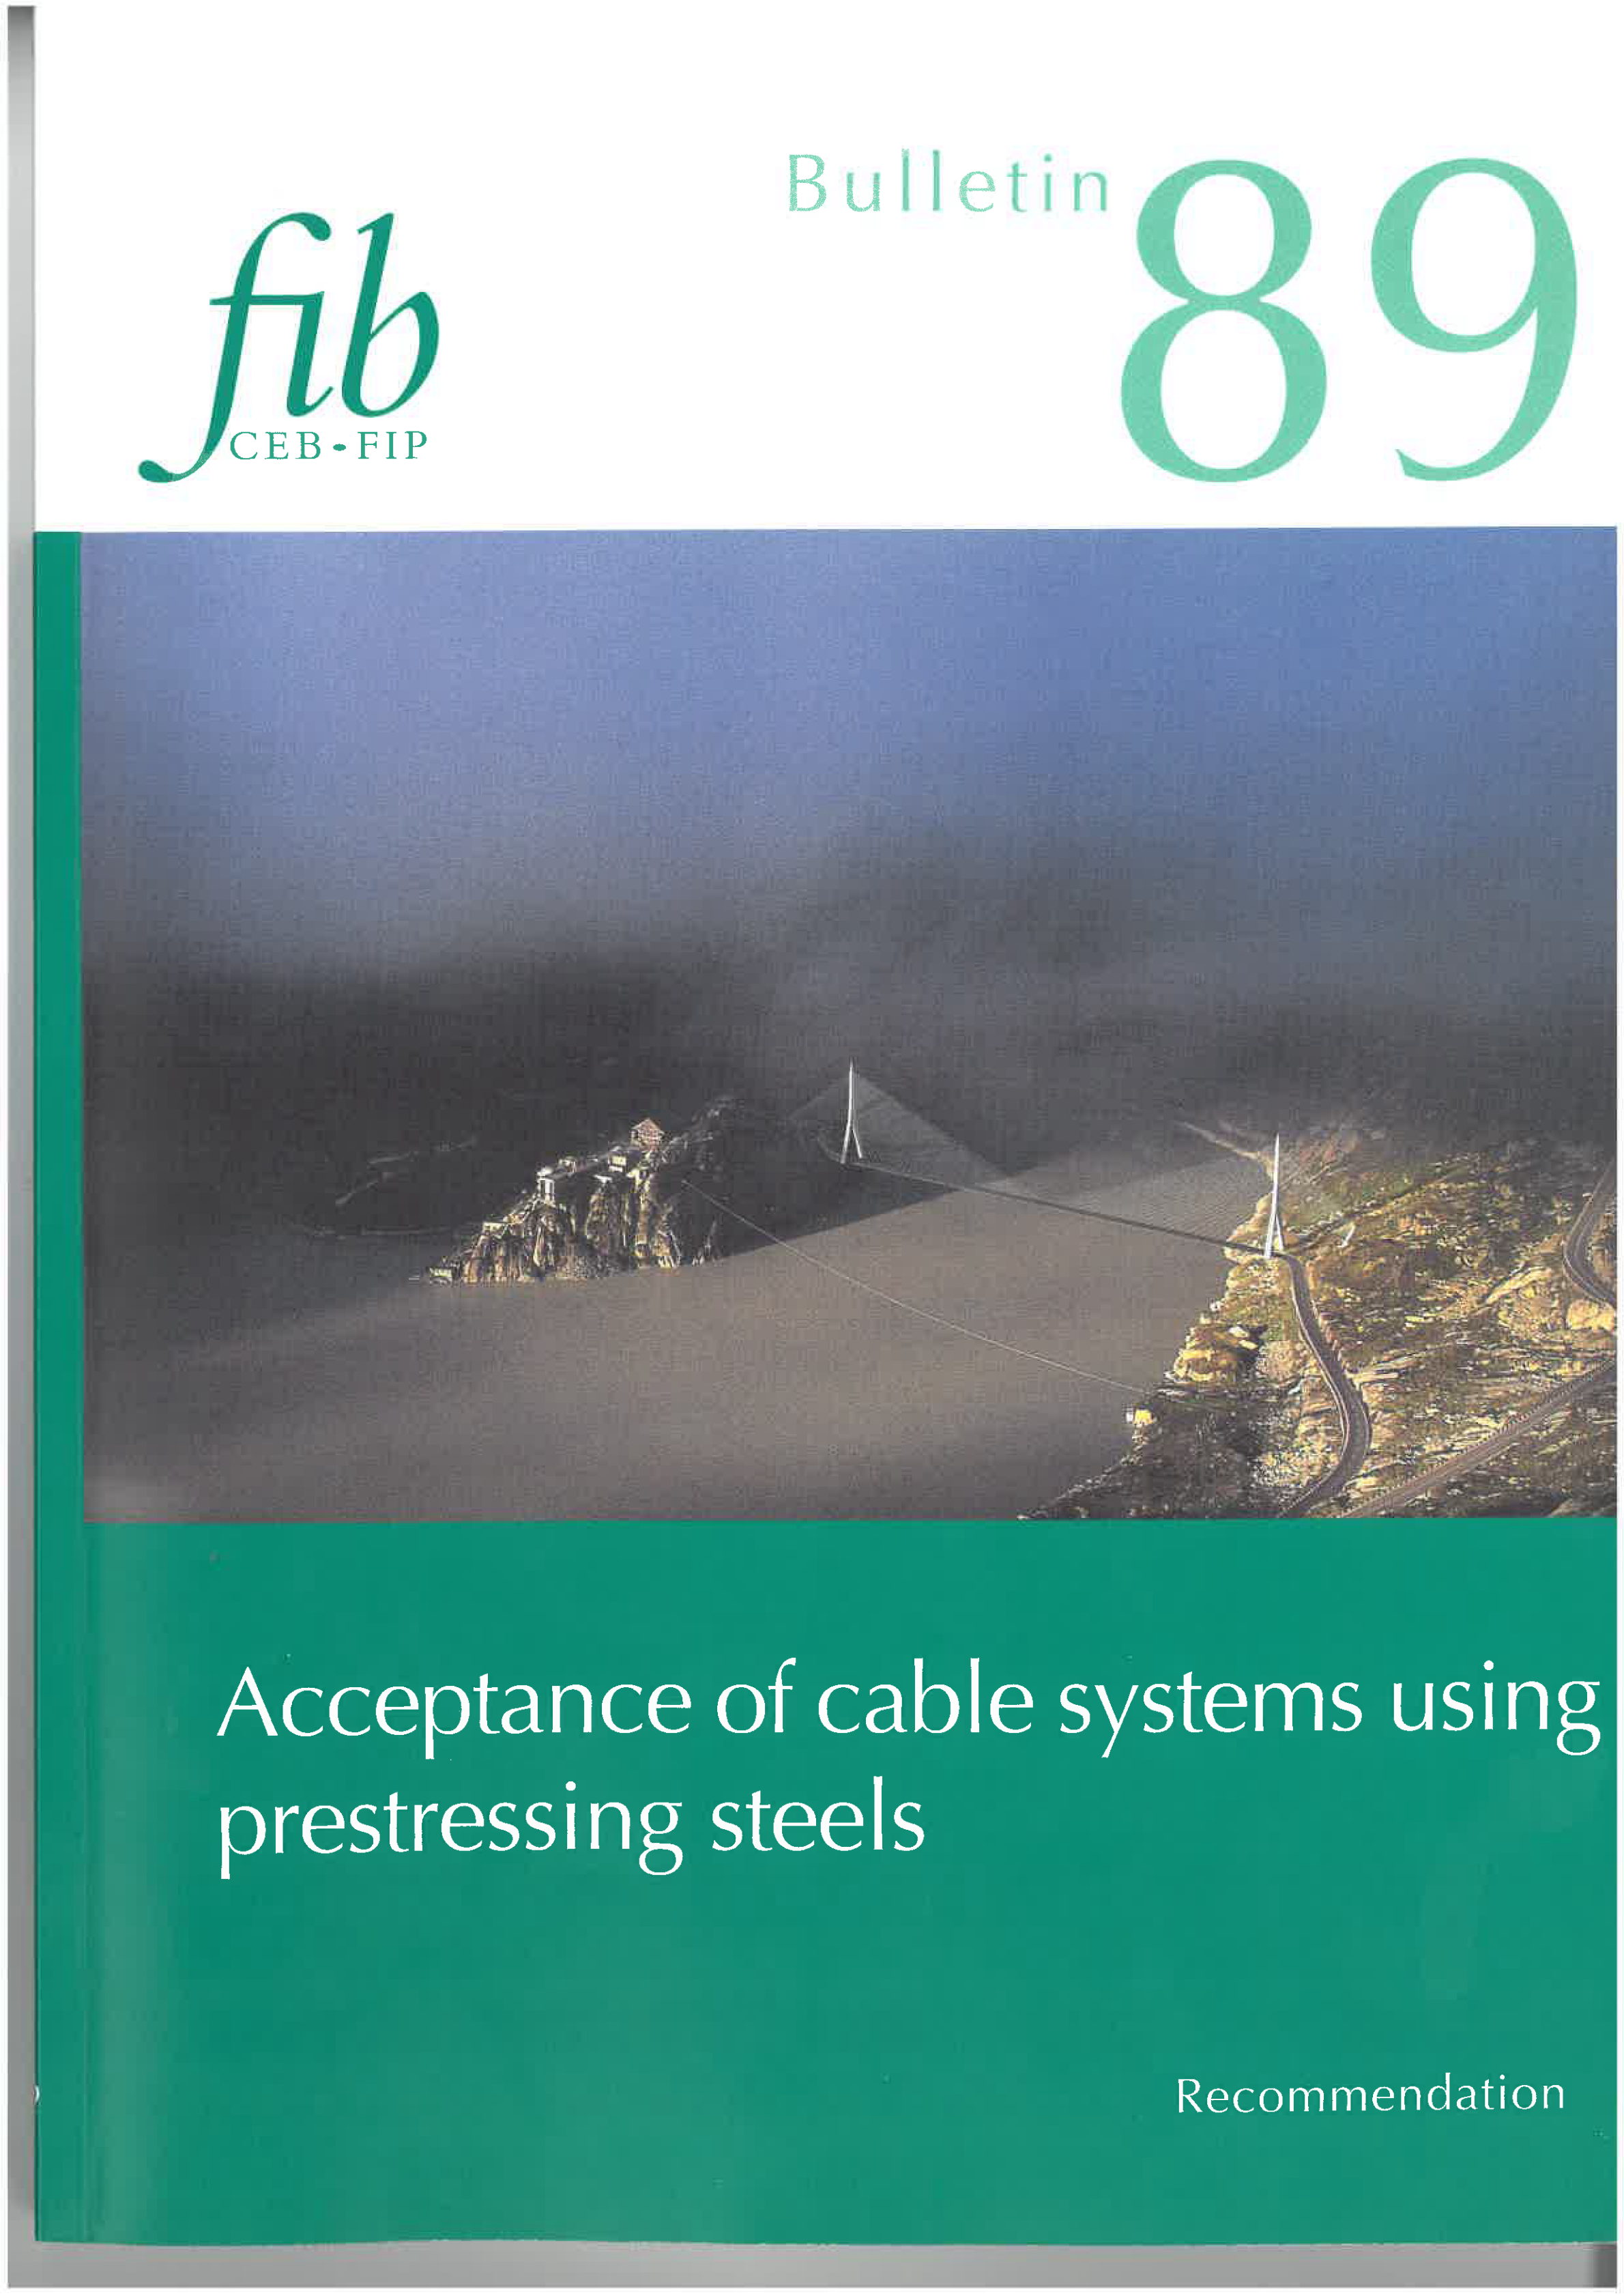 Bulletin 89
fib
CEB • FIP
Acceptance of cable systems using
prestressing steels
Recommendation